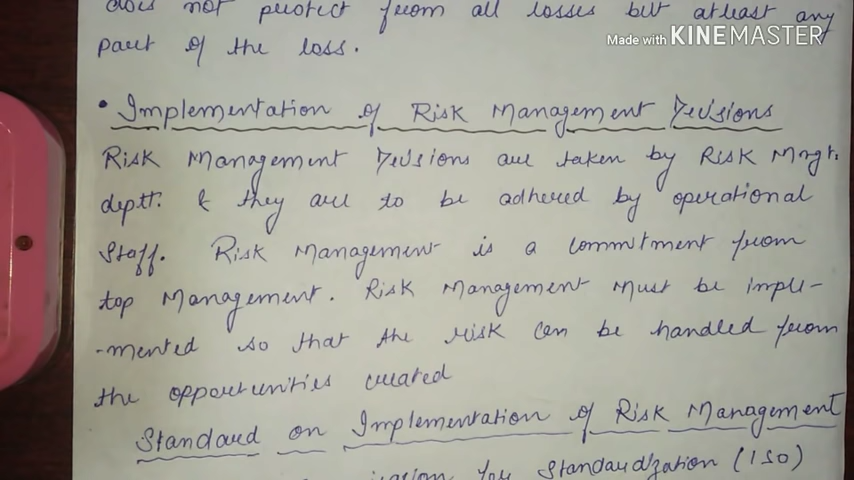 does not protect from all losses but atleast any
part of the loss.
Made with KINEMASTER
• Implementation of Risk Management Decisions
Risk Management Decisions are taken by Risk Mngt.
deptt. & they are to be adhered by operational
Staff. Risk Management is a commitment from
top Management. Risk Management must be imple-
-mented so that the risk can be handled from
the opportunities created
Standard on Implementation of Risk Management
for Standardization (ISO)